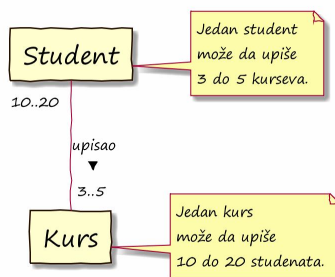 Student
Jedan student
može da upiše
3 do 5 kurseva.
10..20
upisao
3..5
Kurs
Jedan kurs
može da upiše
10 do 20 studenata.